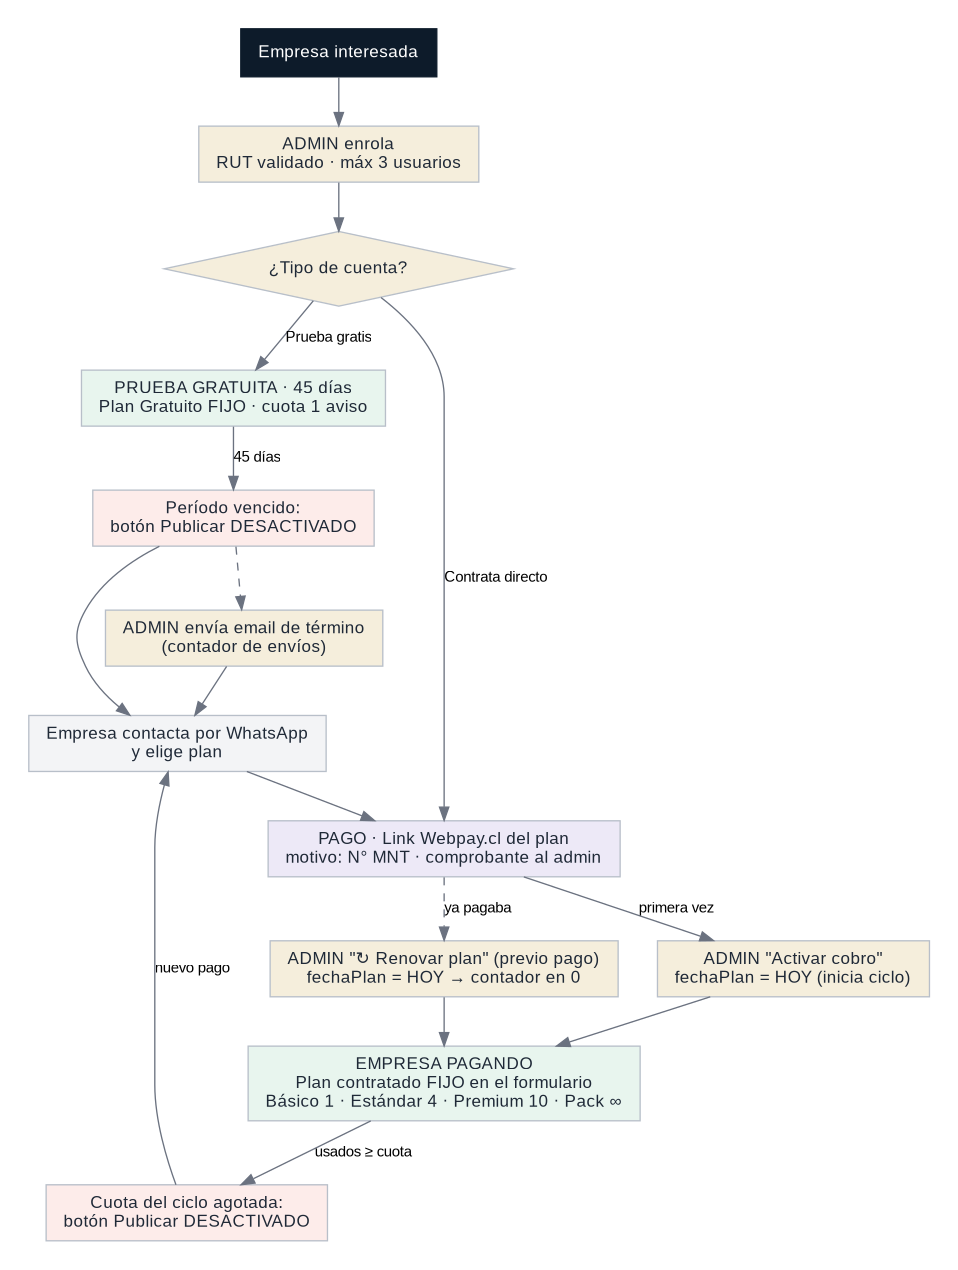 Empresa interesada
ADMIN enrola
RUT validado · máx 3 usuarios
¿Tipo de cuenta?
Prueba gratis
PRUEBA GRATUITA · 45 días
Plan Gratuito FIJO · cuota 1 aviso
45 días
Período vencido:
botón Publicar DESACTIVADO
Contrata directo
ADMIN envía email de término
(contador de envíos)
Empresa contacta por WhatsApp
y elige plan
PAGO · Link Webpay.cl del plan
motivo: N° MNT · comprobante al admin
ya pagaba
primera vez
ADMIN "↻ Renovar plan" (previo pago)
fechaPlan = HOY → contador en 0
ADMIN "Activar cobro"
fechaPlan = HOY (inicia ciclo)
nuevo pago
EMPRESA PAGANDO
Plan contratado FIJO en el formulario
Básico 1 · Estándar 4 · Premium 10 · Pack ∞
usados ≥ cuota
Cuota del ciclo agotada:
botón Publicar DESACTIVADO